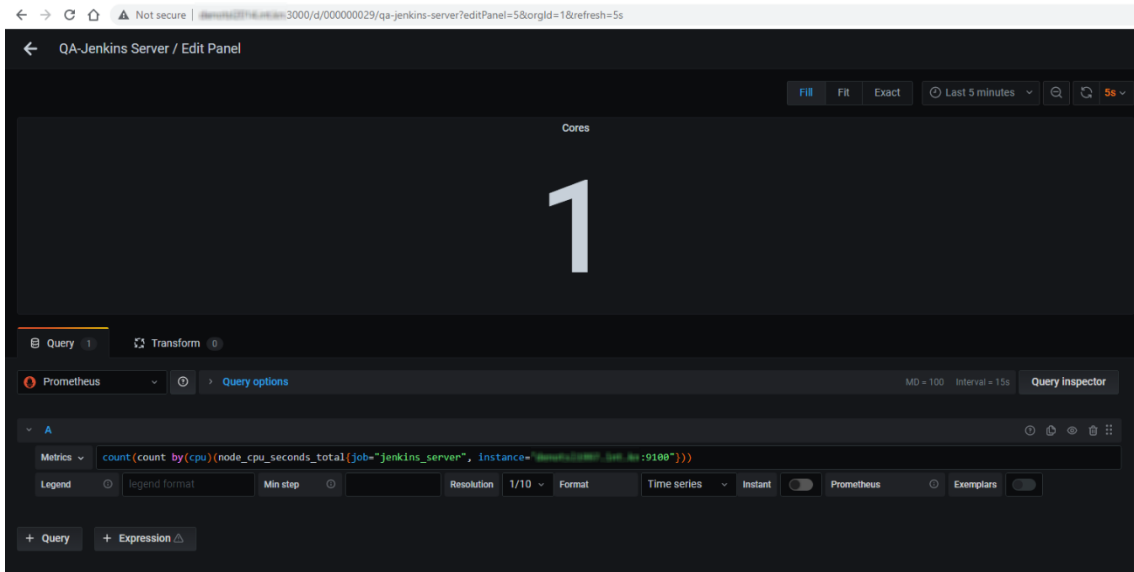 Not secure | 3000/d/000000029/qa-jenkins-server?editPanel=5&orgId=1&refresh=5s
QA-Jenkins Server / Edit Panel
Fill Fit Exact Last 5 minutes 5s
Cores
1
Query 1 Transform 0
Prometheus > Query options MD = 100 Interval = 15s Query inspector
A
Metrics count(count by(cpu)(node_cpu_seconds_total{job="jenkins_server", instance=" :9100"}))
Legend legend format Min step Resolution 1/10 Format Time series Instant Prometheus Exemplars
+ Query + Expression